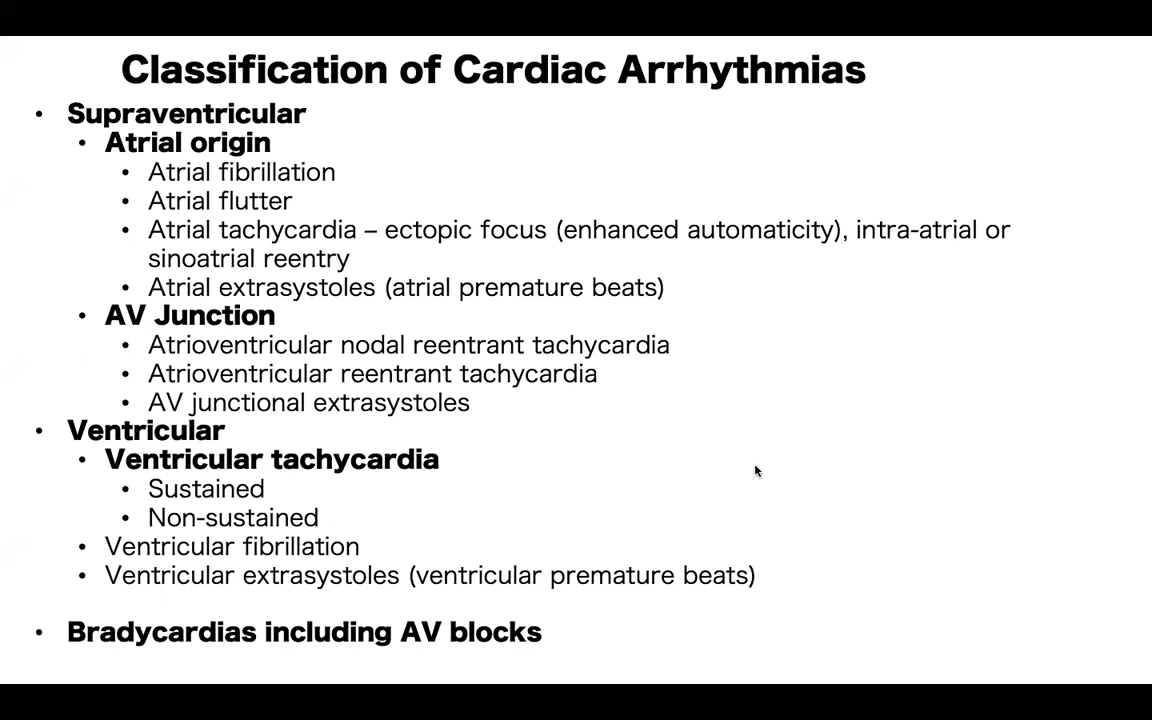 Classification of Cardiac Arrhythmias
• Supraventricular
• Atrial origin
• Atrial fibrillation
• Atrial flutter
• Atrial tachycardia – ectopic focus (enhanced automaticity), intra-atrial or
sinoatrial reentry
• Atrial extrasystoles (atrial premature beats)
• AV Junction
• Atrioventricular nodal reentrant tachycardia
• Atrioventricular reentrant tachycardia
• AV junctional extrasystoles
• Ventricular
• Ventricular tachycardia
• Sustained
• Non-sustained
• Ventricular fibrillation
• Ventricular extrasystoles (ventricular premature beats)
• Bradycardias including AV blocks